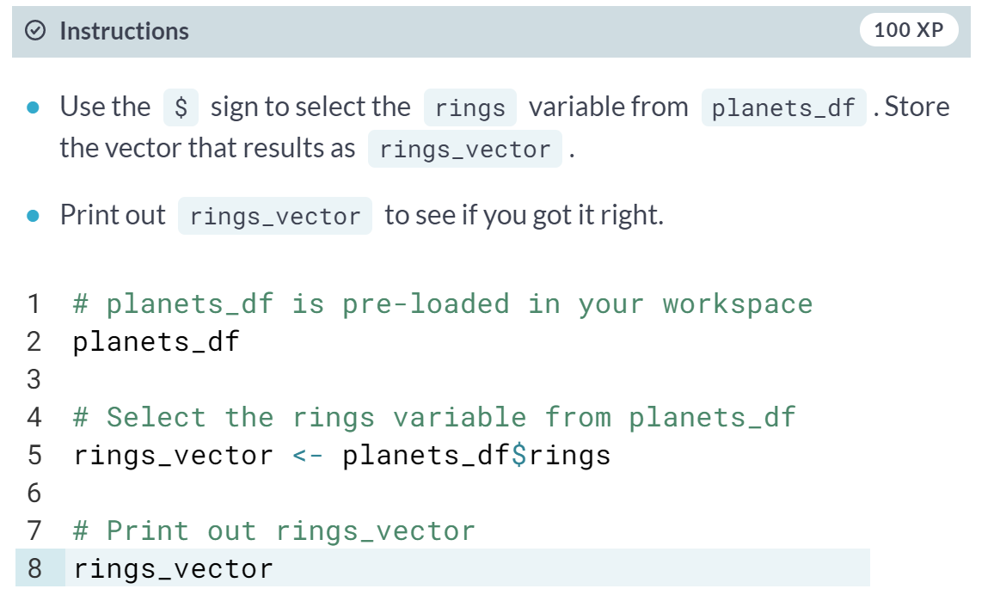 Instructions
100 XP
Use the $ sign to select the rings variable from planets_df . Store
the vector that results as rings_vector .
Print out rings_vector to see if you got it right.
1 # planets_df is pre-loaded in your workspace
2 planets_df
3
4 # Select the rings variable from planets_df
5 rings_vector <- planets_df$rings
6
7 # Print out rings_vector
8 rings_vector